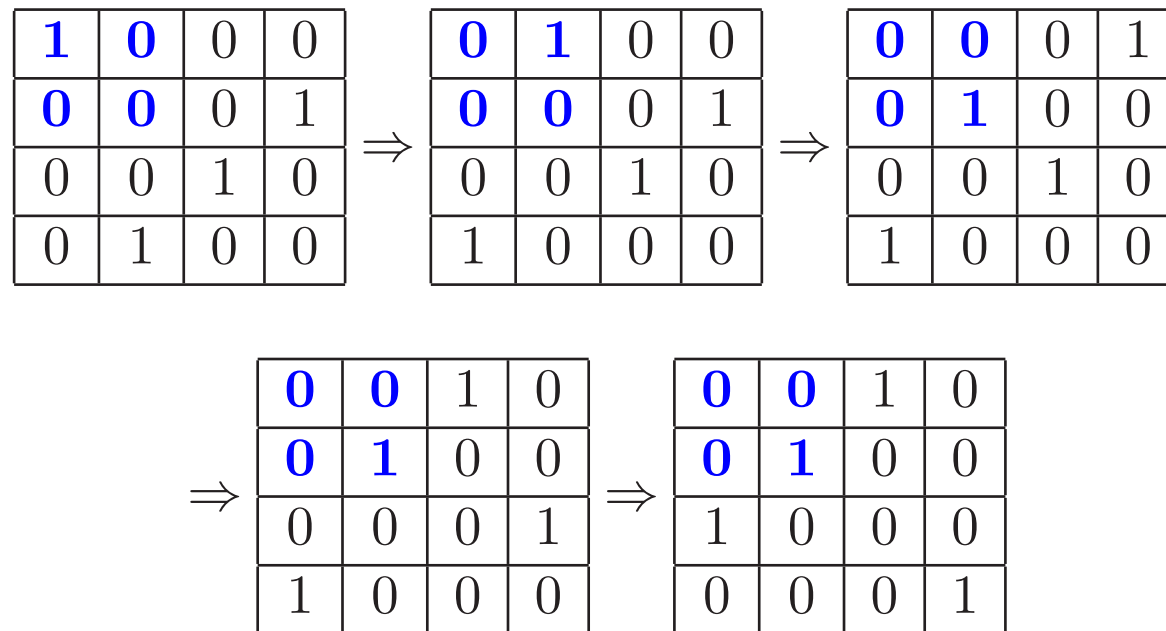 1 0 0 0 0 1 0 0 0 0 0 1
0 0 0 1 0 0 0 1 0 1 0 0
⇒ ⇒
0 0 1 0 0 0 1 0 0 0 1 0
0 1 0 0 1 0 0 0 1 0 0 0
0 0 1 0 0 0 1 0
0 1 0 0 0 1 0 0
⇒ ⇒
0 0 0 1 1 0 0 0
1 0 0 0 0 0 0 1